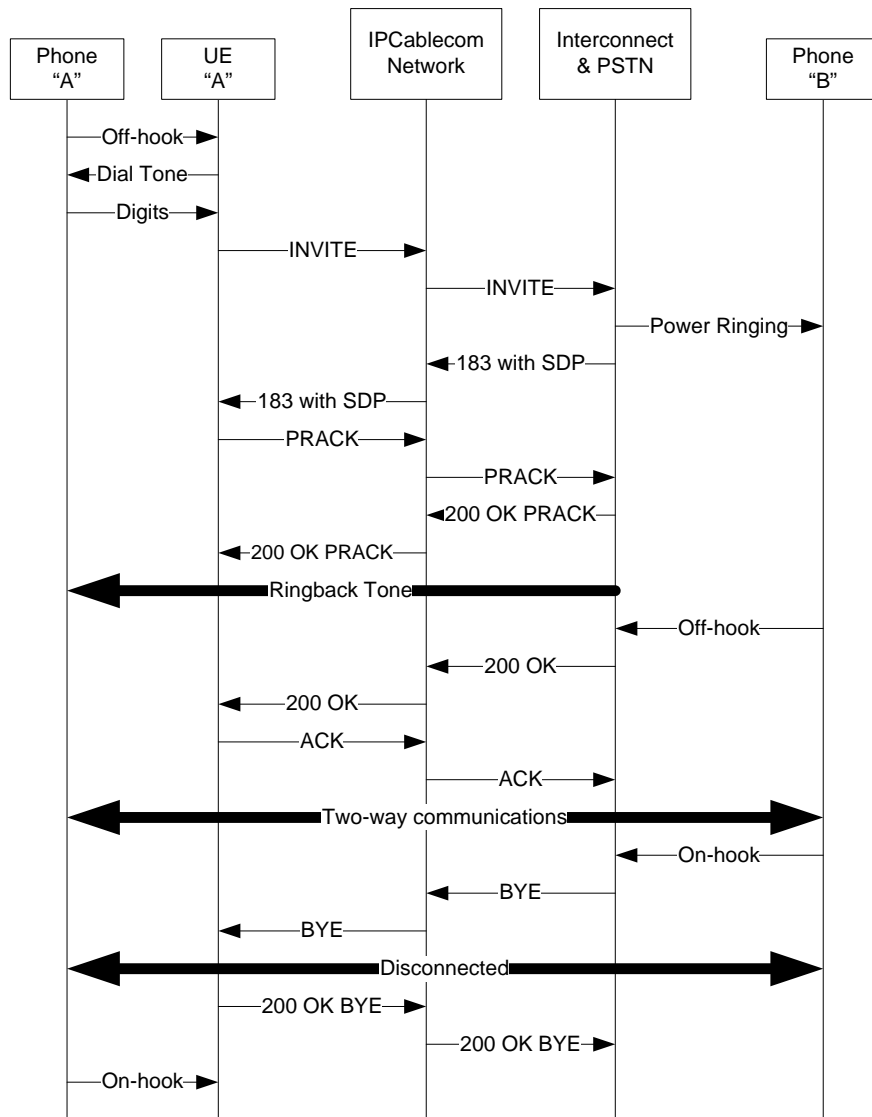 Phone
“A”
UE
“A”
IPCablecom
Network
Interconnect
& PSTN
Phone
“B”
Off-hook
Dial Tone
Digits
INVITE
INVITE
Power Ringing
183 with SDP
183 with SDP
PRACK
PRACK
200 OK PRACK
200 OK PRACK
Ringback Tone
Off-hook
200 OK
200 OK
ACK
ACK
Two-way communications
On-hook
BYE
BYE
Disconnected
200 OK BYE
200 OK BYE
On-hook